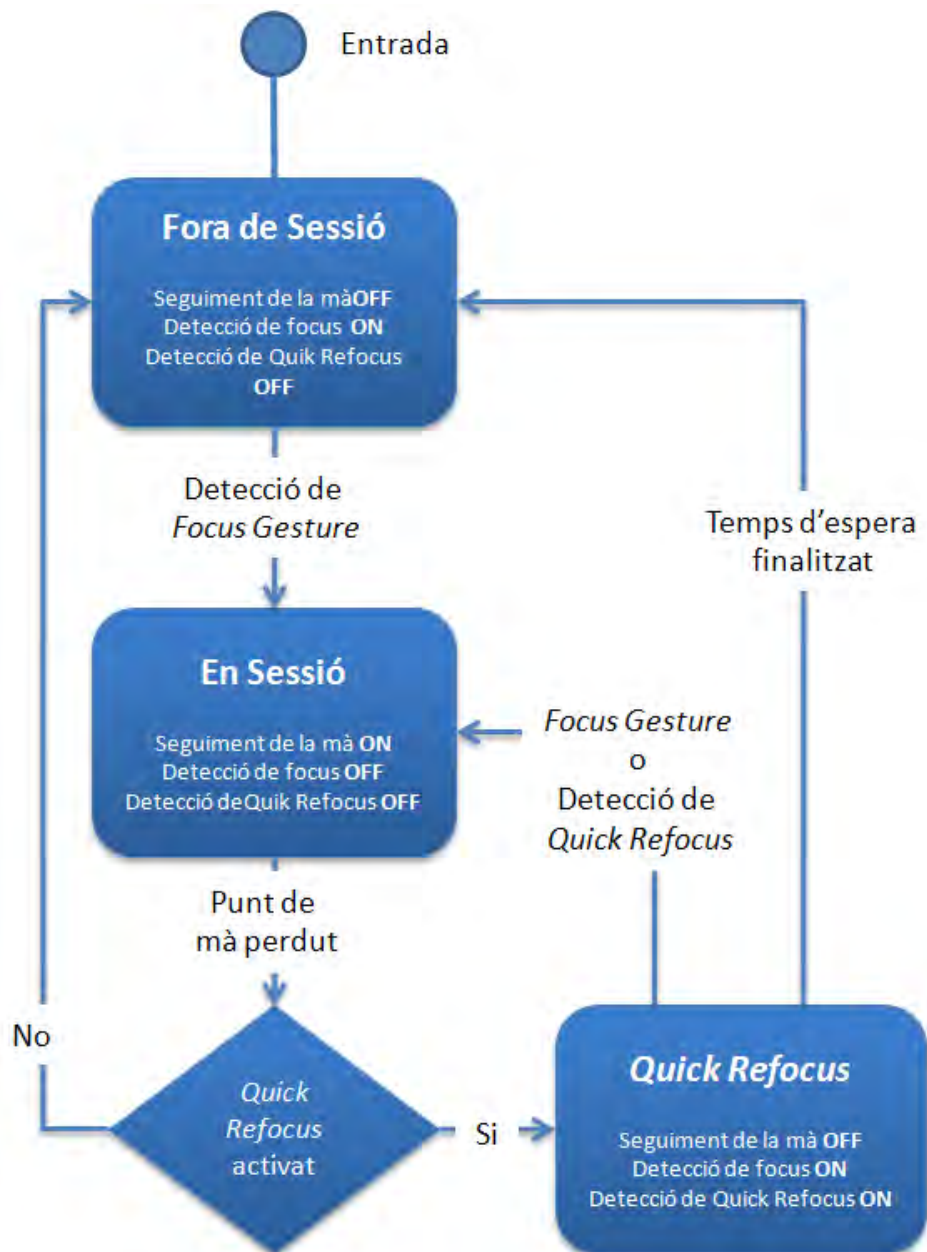 Entrada
Fora de Sessió
Seguiment de la màOFF
Detecció de focus ON
Detecció de Quik Refocus
OFF
Detecció de
Focus Gesture
Temps d'espera
finalitzat
En Sessió
Seguiment de la mà ON
Detecció de focus OFF
Detecció deQuik Refocus OFF
Focus Gesture
o
Detecció de
Quick Refocus
Punt de
mà perdut
No
Quick
Refocus
activat
Si
Quick Refocus
Seguiment de la mà OFF
Detecció de focus ON
Detecció de Quick Refocus ON